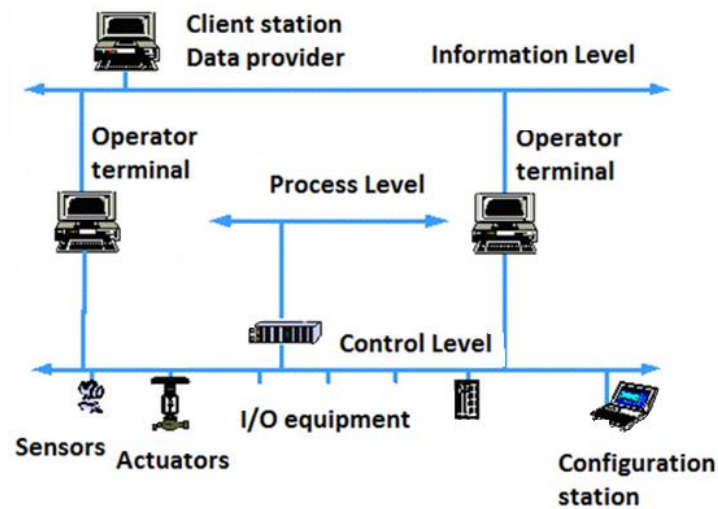 Client station
Data provider
Information Level
Operator
terminal
Operator
terminal
Process Level
Control Level
I/O equipment
Sensors
Actuators
Configuration
station